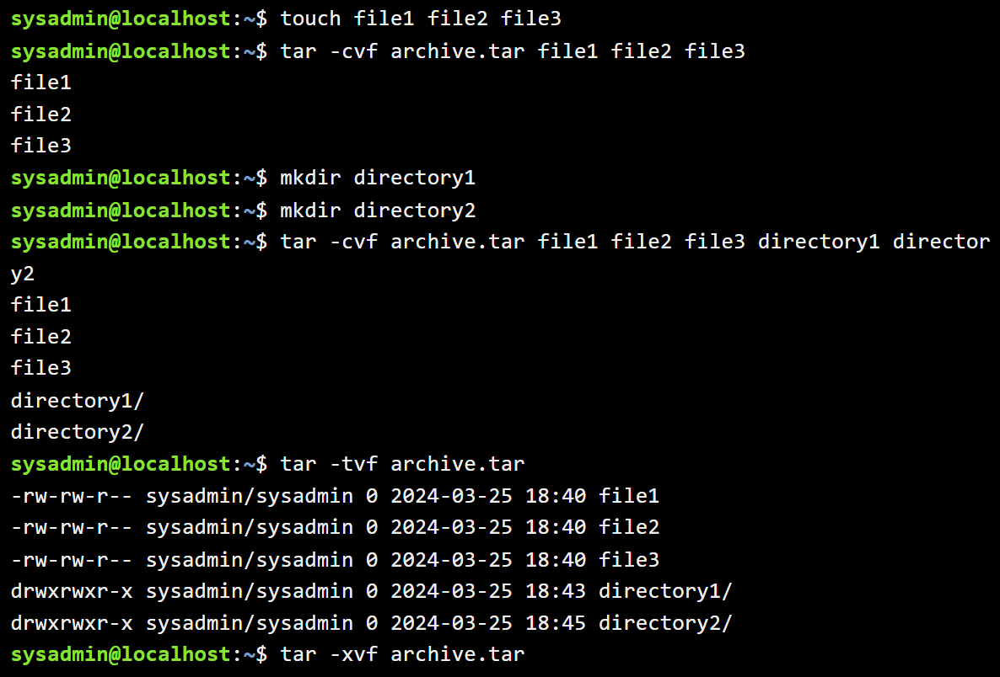 sysadmin@localhost:~$ touch file1 file2 file3
sysadmin@localhost:~$ tar -cvf archive.tar file1 file2 file3
file1
file2
file3
sysadmin@localhost:~$ mkdir directory1
sysadmin@localhost:~$ mkdir directory2
sysadmin@localhost:~$ tar -cvf archive.tar file1 file2 file3 directory1 director
y2
file1
file2
file3
directory1/
directory2/
sysadmin@localhost:~$ tar -tvf archive.tar
-rw-rw-r-- sysadmin/sysadmin 0 2024-03-25 18:40 file1
-rw-rw-r-- sysadmin/sysadmin 0 2024-03-25 18:40 file2
-rw-rw-r-- sysadmin/sysadmin 0 2024-03-25 18:40 file3
drwxrwxr-x sysadmin/sysadmin 0 2024-03-25 18:43 directory1/
drwxrwxr-x sysadmin/sysadmin 0 2024-03-25 18:45 directory2/
sysadmin@localhost:~$ tar -xvf archive.tar